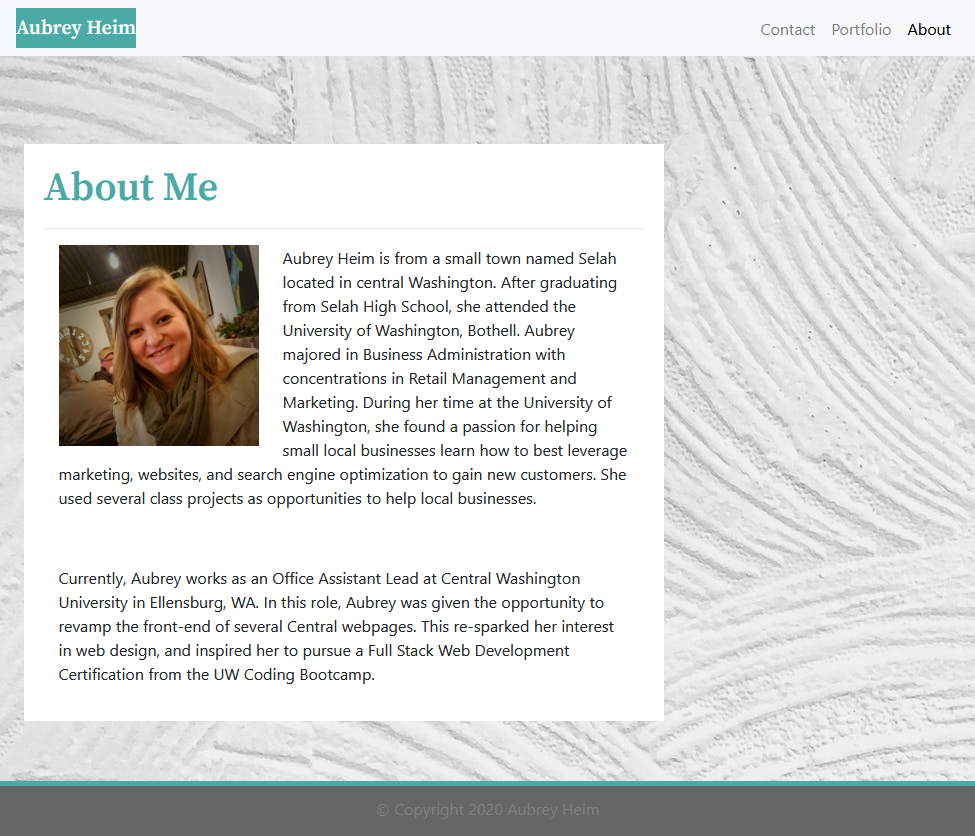 Aubrey Heim
Contact Portfolio About
About Me
Aubrey Heim is from a small town named Selah
located in central Washington. After graduating
from Selah High School, she attended the
University of Washington, Bothell. Aubrey
majored in Business Administration with
concentrations in Retail Management and
Marketing. During her time at the University of
Washington, she found a passion for helping
small local businesses learn how to best leverage
marketing, websites, and search engine optimization to gain new customers. She
used several class projects as opportunities to help local businesses.
Currently, Aubrey works as an Office Assistant Lead at Central Washington
University in Ellensburg, WA. In this role, Aubrey was given the opportunity to
revamp the front-end of several Central webpages. This re-sparked her interest
in web design, and inspired her to pursue a Full Stack Web Development
Certification from the UW Coding Bootcamp.
© Copyright 2020 Aubrey Heim